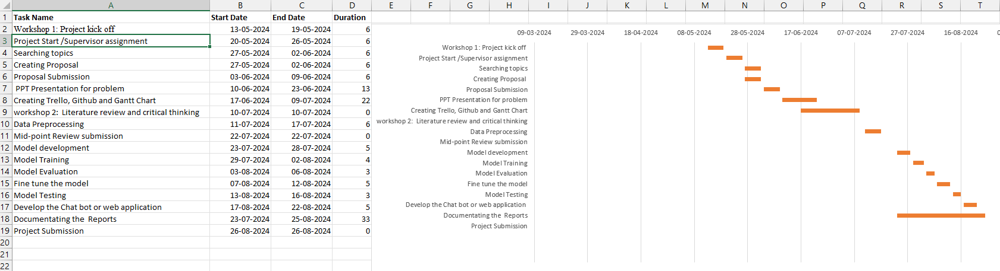 A B C D E F G H I J K L M N O P Q R S T
1 Task Name Start Date End Date Duration
2 Workshop 1: Project kick off 13-05-2024 19-05-2024 6
3 Project Start /Supervisor assignment 20-05-2024 26-05-2024 6
4 Searching topics 27-05-2024 02-06-2024 6
5 Creating Proposal 27-05-2024 02-06-2024 6
6 Proposal Submission 03-06-2024 09-06-2024 6
7 PPT Presentation for problem 10-06-2024 23-06-2024 13
8 Creating Trello, Github and Gantt Chart 17-06-2024 09-07-2024 22
9 workshop 2: Literature review and critical thinking 10-07-2024 10-07-2024 0
10 Data Preprocessing 11-07-2024 17-07-2024 6
11 Mid-point Review submission 22-07-2024 22-07-2024 0
12 Model development 23-07-2024 28-07-2024 5
13 Model Training 29-07-2024 02-08-2024 4
14 Model Evaluation 03-08-2024 06-08-2024 3
15 Fine tune the model 07-08-2024 12-08-2024 5
16 Model Testing 13-08-2024 16-08-2024 3
17 Develop the Chat bot or web application 17-08-2024 22-08-2024 5
18 Documentating the Reports 23-07-2024 25-08-2024 33
19 Project Submission 26-08-2024 26-08-2024 0
20
21
22
09-03-2024 29-03-2024 18-04-2024 08-05-2024 28-05-2024 17-06-2024 07-07-2024 27-07-2024 16-08-2024
Workshop 1: Project kick off
Project Start /Supervisor assignment
Searching topics
Creating Proposal
Proposal Submission
PPT Presentation for problem
Creating Trello, Github and Gantt Chart
workshop 2: Literature review and critical thinking
Data Preprocessing
Mid-point Review submission
Model development
Model Training
Model Evaluation
Fine tune the model
Model Testing
Develop the Chat bot or web application
Documentating the Reports
Project Submission